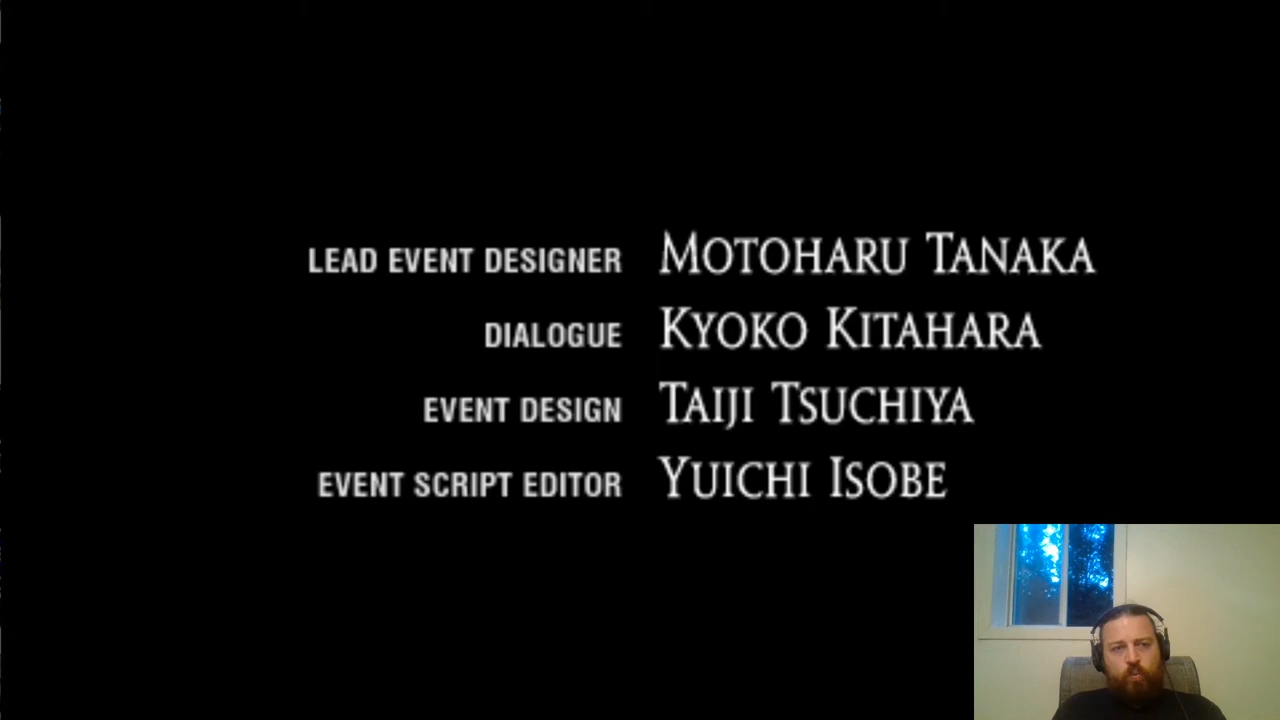 LEAD EVENT DESIGNER MOTOHARU TANAKA
DIALOGUE KYOKO KITAHARA
EVENT DESIGN TAIJI TSUCHIYA
EVENT SCRIPT EDITOR YUICHI ISOBE